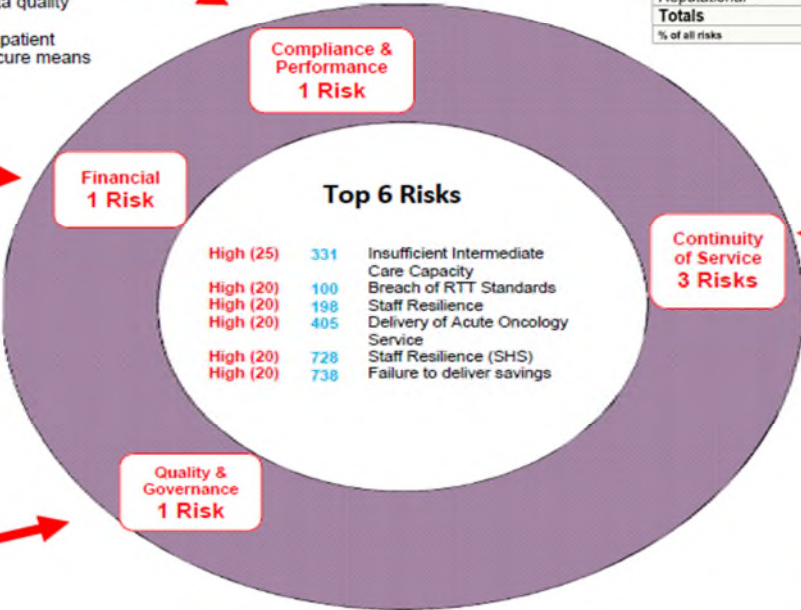 a quality
patient
cure means
Totals
% of all risks
Compliance &
Performance
1 Risk
Financial
1 Risk
Continuity
of Service
3 Risks
Quality &
Governance
1 Risk
Top 6 Risks
High (25) 331 Insufficient Intermediate
Care Capacity
High (20) 100 Breach of RTT Standards
High (20) 198 Staff Resilience
High (20) 405 Delivery of Acute Oncology
Service
High (20) 728 Staff Resilience (SHS)
High (20) 738 Failure to deliver savings